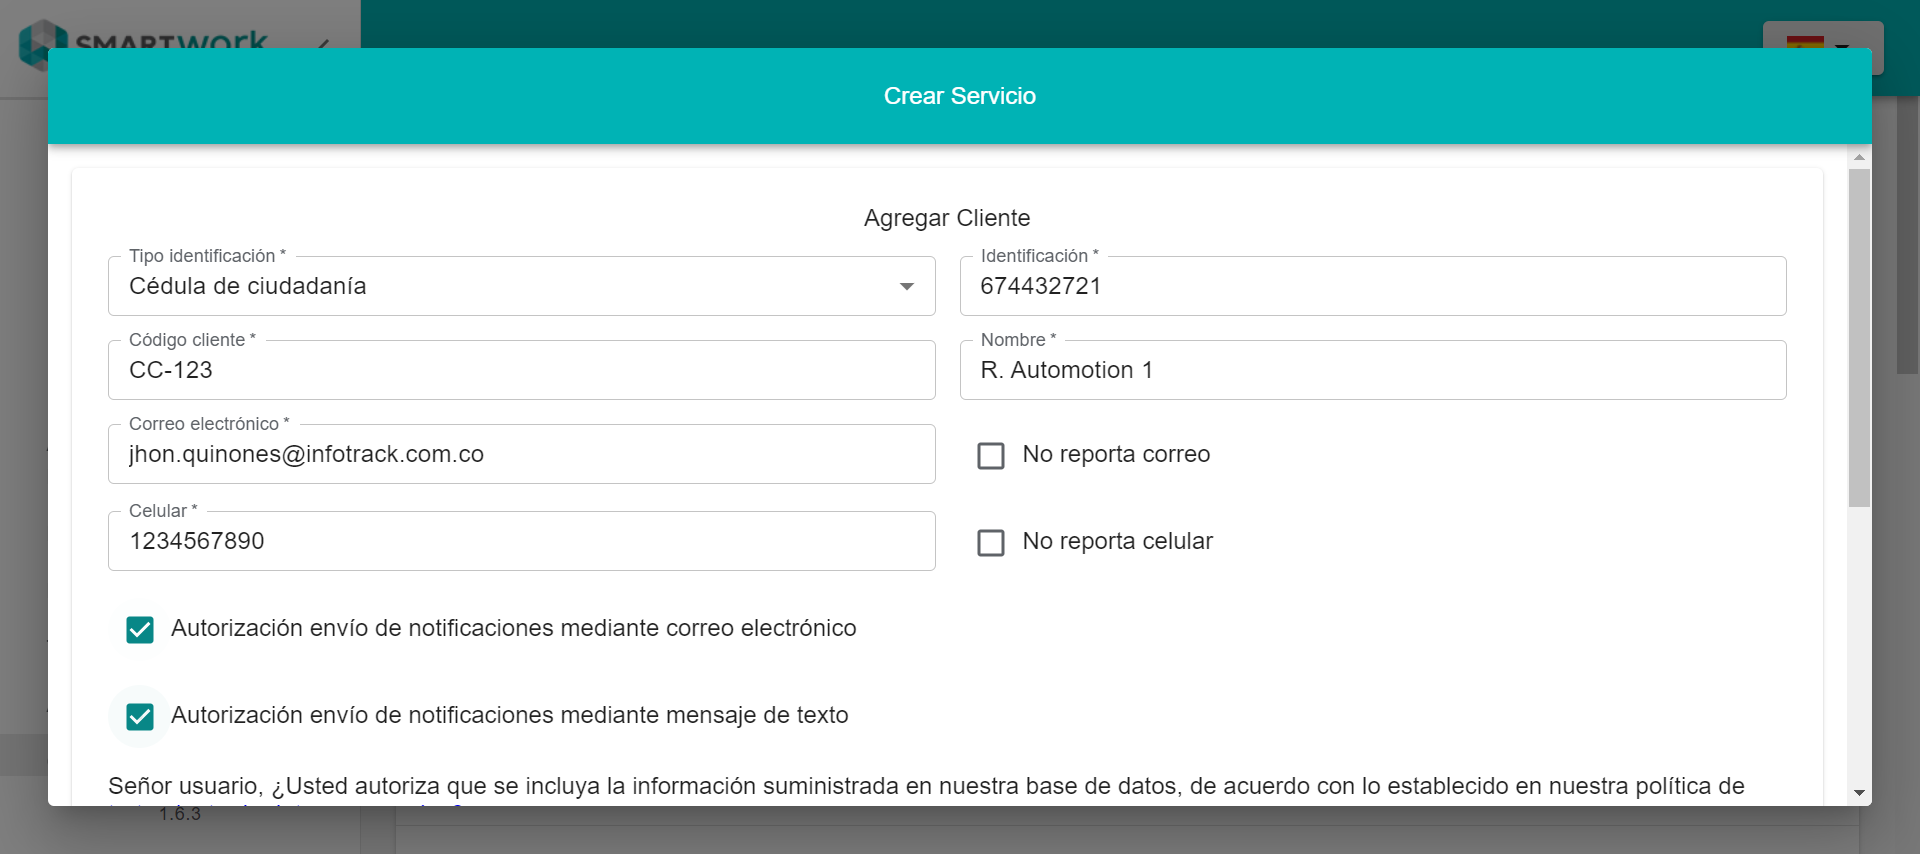 SMARTWORK
Crear Servicio
Agregar Cliente
Tipo identificación *
Cédula de ciudadanía
Identificación *
674432721
Código cliente *
CC-123
Nombre *
R. Automotion 1
Correo electrónico *
jhon.quinones@infotrack.com.co
No reporta correo
Celular *
1234567890
No reporta celular
Autorización envío de notificaciones mediante correo electrónico
Autorización envío de notificaciones mediante mensaje de texto
Señor usuario, ¿Usted autoriza que se incluya la información suministrada en nuestra base de datos, de acuerdo con lo establecido en nuestra política de
1.6.3